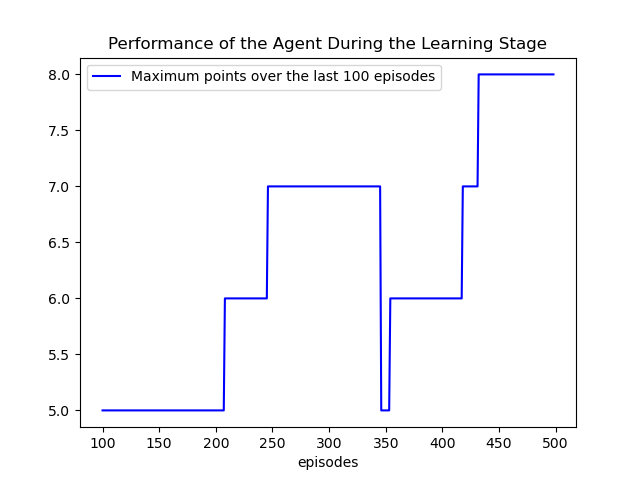 Performance of the Agent During the Learning Stage
Maximum points over the last 100 episodes
8.0
7.5
7.0
6.5
6.0
5.5
5.0
100 150 200 250 300 350 400 450 500
episodes